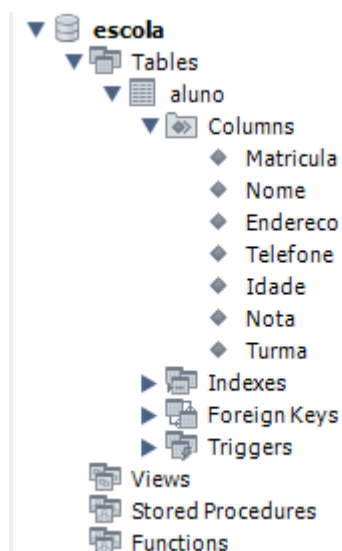 escola
Tables
aluno
Columns
Matricula
Nome
Endereco
Telefone
Idade
Nota
Turma
Indexes
Foreign Keys
Triggers
Views
Stored Procedures
Functions